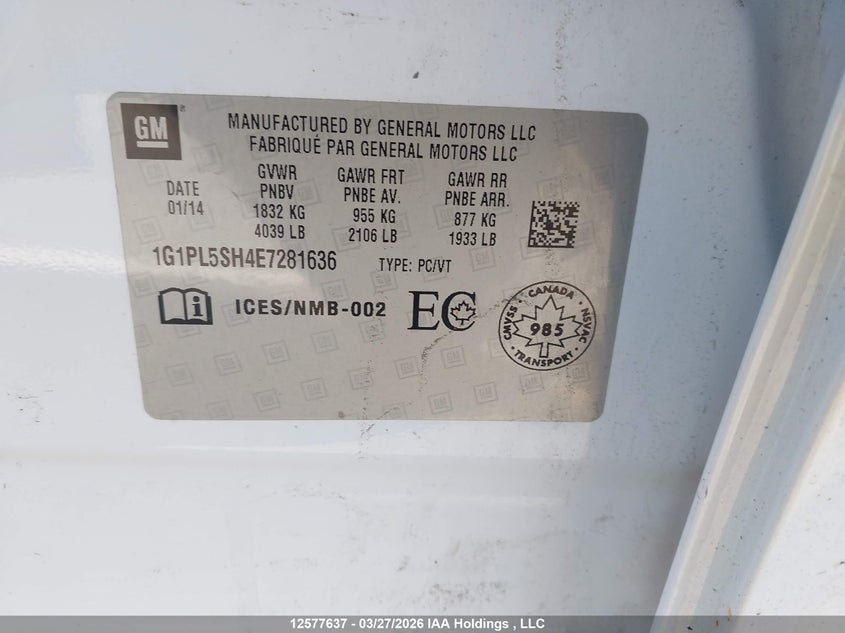 GM
MANUFACTURED BY GENERAL MOTORS LLC
FABRIQUÉ PAR GENERAL MOTORS LLC
DATE
01/14
GVWR
PNBV
1832 KG
4039 LB
GAWR FRT
PNBE AV.
955 KG
2106 LB
GAWR RR
PNBE ARR.
877 KG
1933 LB
1G1PL5SH4E7281636
TYPE: PC/VT
i ICES/NMB-002
EC
CANADA
CMVSS
NSVAC
985
TRANSPORT
12577637 - 03/27/2026 IAA Holdings , LLC